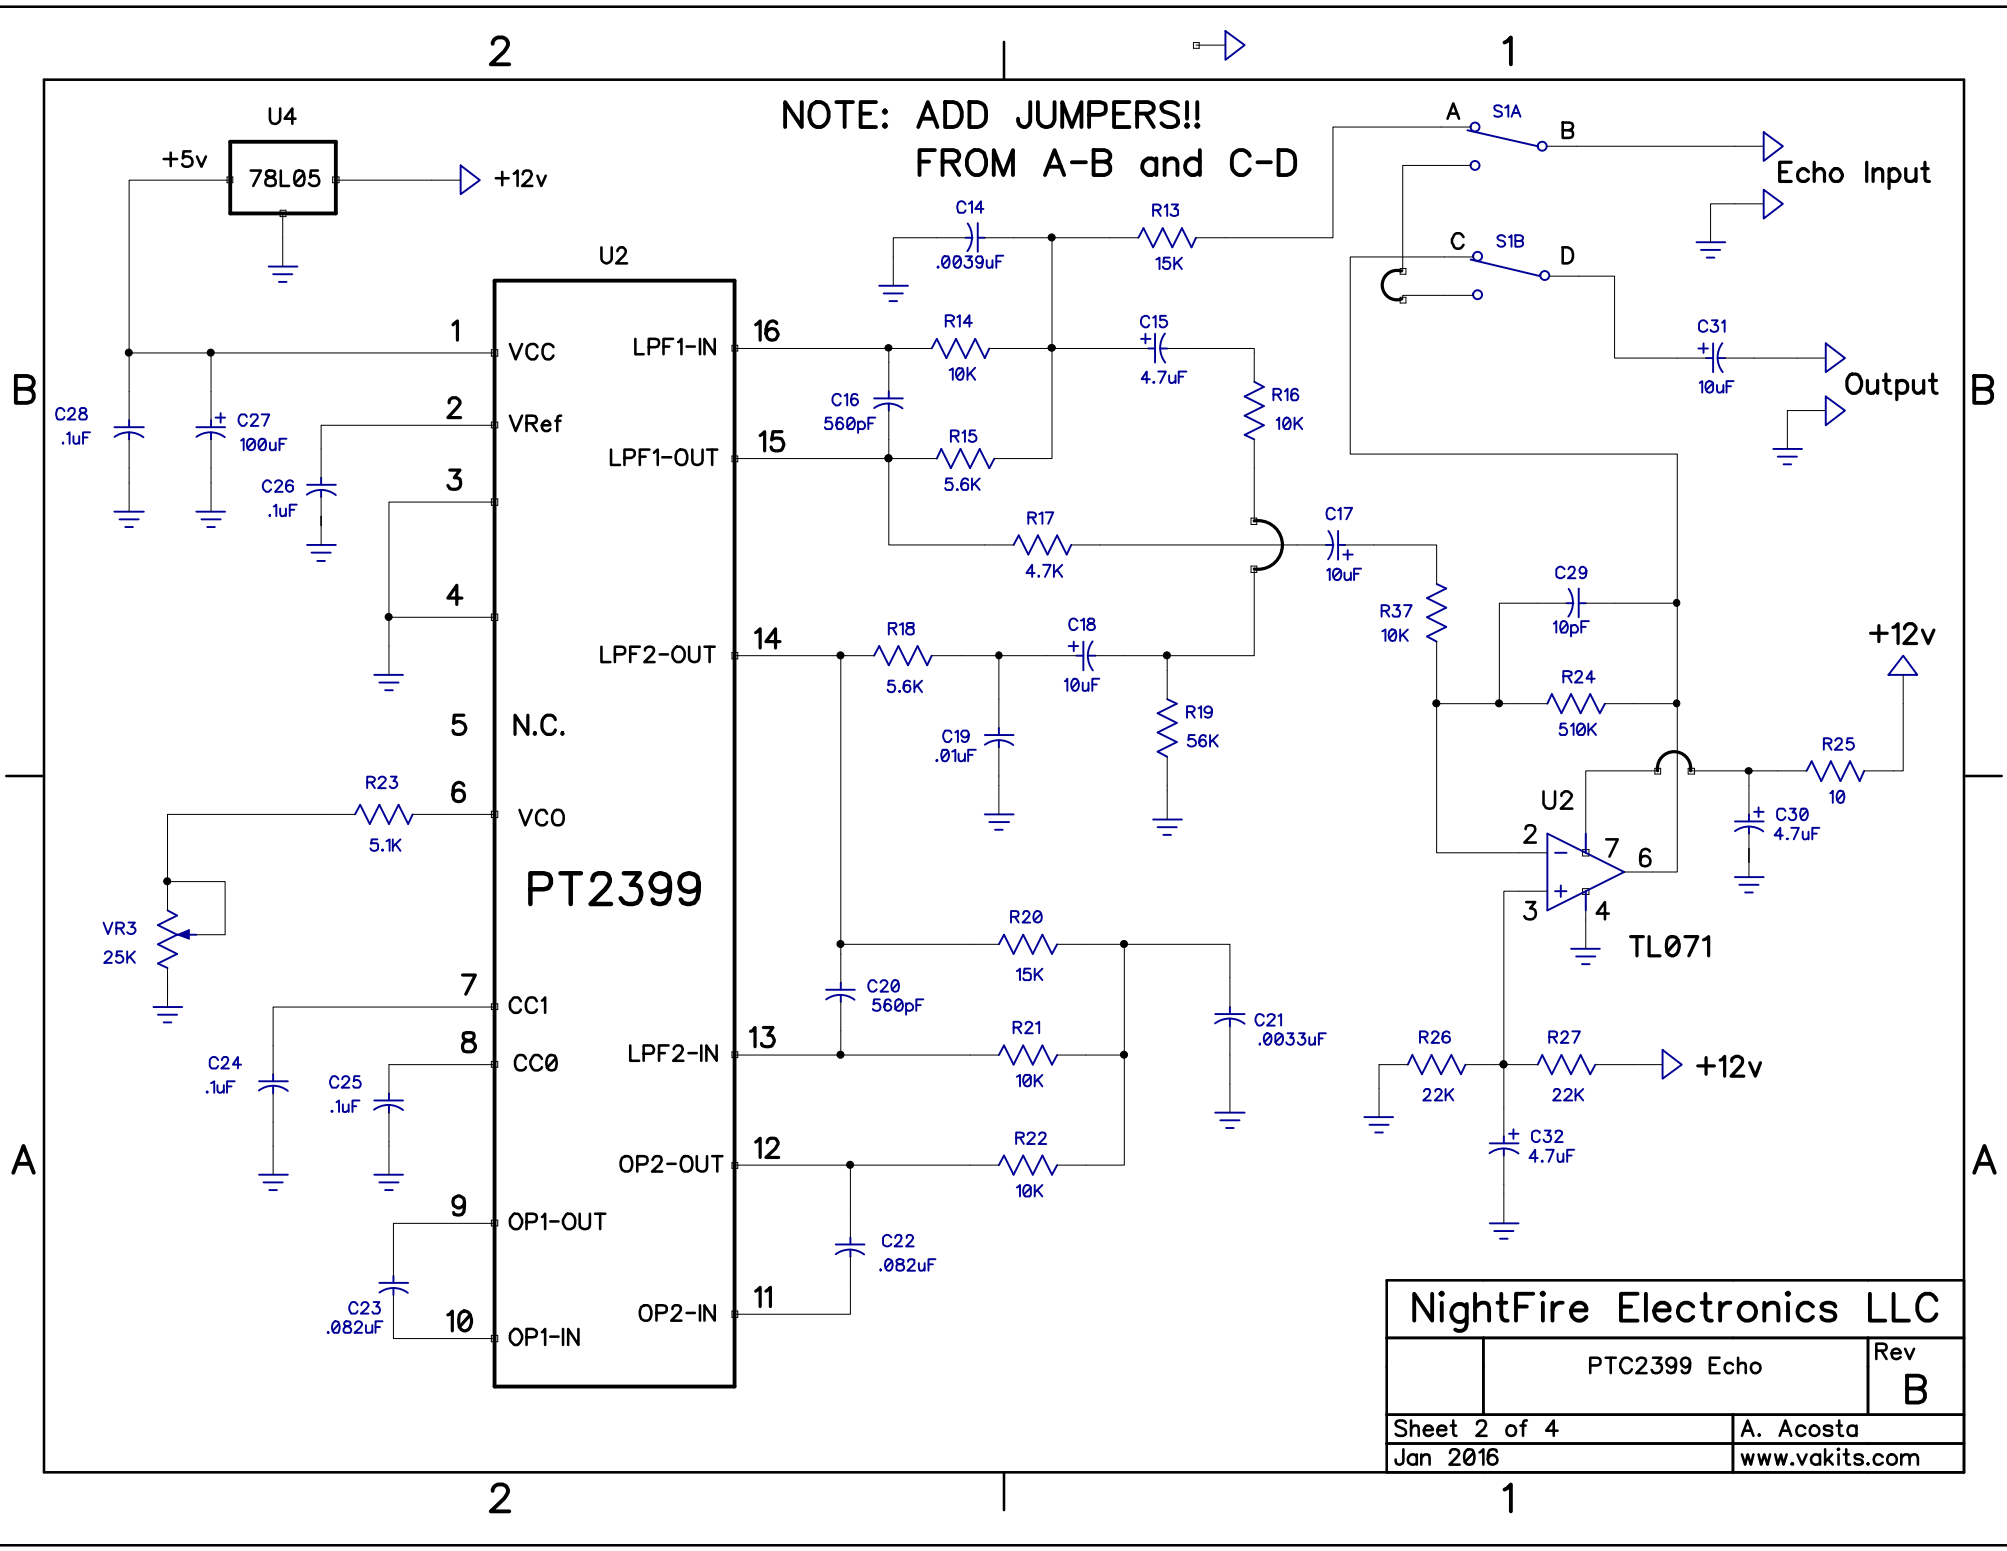 2
1
NOTE: ADD JUMPERS!!
FROM A-B and C-D
U4
+5v
78L05
+12v
A
S1A
B
Echo Input
C
S1B
D
C14
.0039uF
R13
15K
U2
1
VCC
2
VRef
3
4
5
N.C.
6
VCO
PT2399
7
CC1
8
CC0
9
OP1-OUT
10
OP1-IN
LPF1-IN
16
LPF1-OUT
15
LPF2-OUT
14
LPF2-IN
13
OP2-OUT
12
OP2-IN
11
B
C28
.1uF
C27
+
100uF
C26
.1uF
R23
5.1K
VR3
25K
C24
.1uF
C25
.1uF
C23
.082uF
A
R14
10K
C15
+
4.7uF
C16
560pF
R15
5.6K
R16
10K
R17
4.7K
C17
+
10uF
C31
+
10uF
Output
B
R18
5.6K
C18
+
10uF
C19
.01uF
R19
56K
R37
10K
C29
10pF
R24
510K
+12v
R25
10
C30
+
4.7uF
U2
2
-
7
6
3
+
4
TL071
R20
15K
C20
560pF
R21
10K
C21
.0033uF
R22
10K
C22
.082uF
R26
22K
R27
22K
+12v
C32
+
4.7uF
A
NightFire Electronics LLC
PTC2399 Echo
Rev
B
Sheet 2 of 4
A. Acosta
Jan 2016
www.vakits.com
2
1